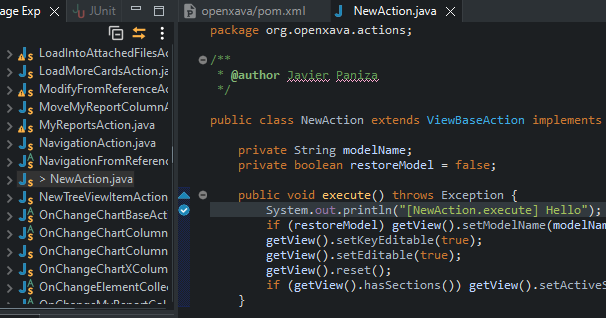 age Exp
JUnit
openxava/pom.xml
NewAction.java
LoadIntoAttachedFilesA
LoadMoreCardsAction.ja
ModifyFromReferenceAc
MoveMyReportColumnA
MyReportsAction.java
NavigationAction.java
NavigationFromReferenc
> NewAction.java
NewTreeViewItemAction
OnChangeChartBaseAct
OnChangeChartColumn
OnChangeChartColumn
OnChangeChartXColumn
OnChangeElementCollec
OnChangeMyReportCol
package org.openxava.actions;
/**
* @author Javier Paniza
*/
public class NewAction extends ViewBaseAction implements
private String modelName;
private boolean restoreModel = false;
public void execute() throws Exception {
System.out.println("[NewAction.execute] Hello");
if (restoreModel) getView().setModelName(modelNam
getView().setKeyEditable(true);
getView().setEditable(true);
getView().reset();
if (getView().hasSections()) getView().setActiveS
}